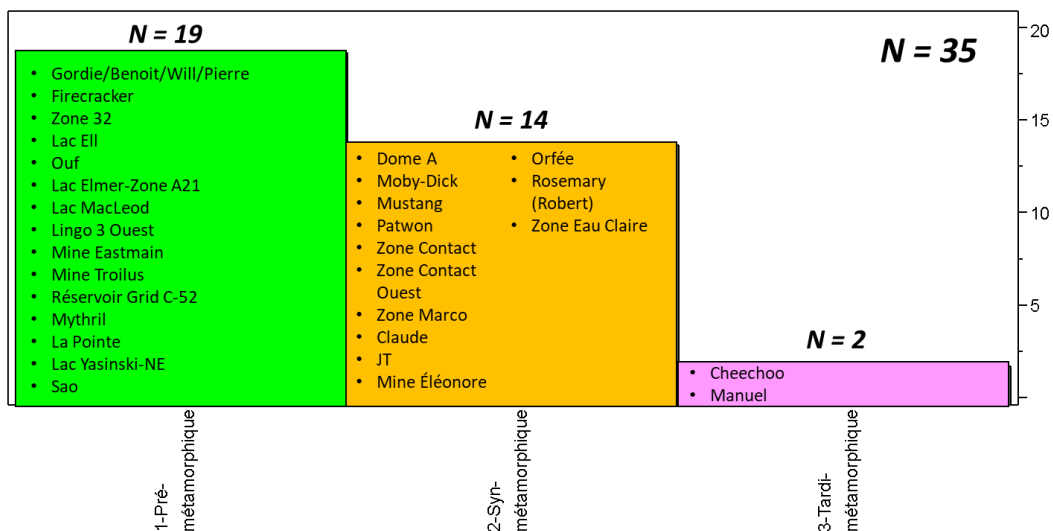 N = 19
N = 35
20
• Gordie/Benoit/Will/Pierre
• Firecracker
• Zone 32
• Lac Ell
• Ouf
• Lac Elmer-Zone A21
• Lac MacLeod
• Lingo 3 Ouest
• Mine Eastmain
• Mine Troilus
• Réservoir Grid C-52
• Mythril
• La Pointe
• Lac Yasinski-NE
• Sao
N = 14
15
• Dome A
• Moby-Dick
• Mustang
• Patwon
• Zone Contact
• Zone Contact
Ouest
• Zone Marco
• Claude
• JT
• Mine Éléonore
• Orfée
• Rosemary
(Robert)
• Zone Eau Claire
10
5
N = 2
• Cheechoo
• Manuel
1-Pré-
métamorphique
2-Syn-
métamorphique
3-Tardi-
métamorphique